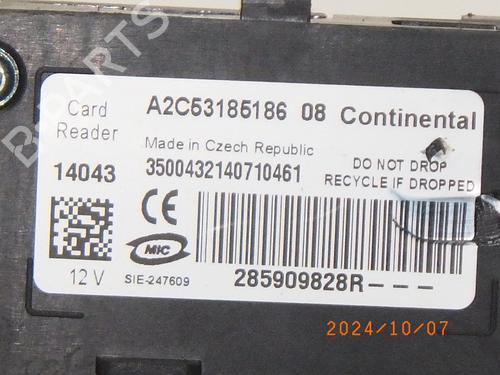 Card
Reader
A2C53185186 08 Continental
Made in Czech Republic
14043
3500432140710461
DO NOT DROP
RECYCLE IF DROPPED
CE
MIC
12 V
SIE-247609
285909828R---
2024/10/07
B-PARTS